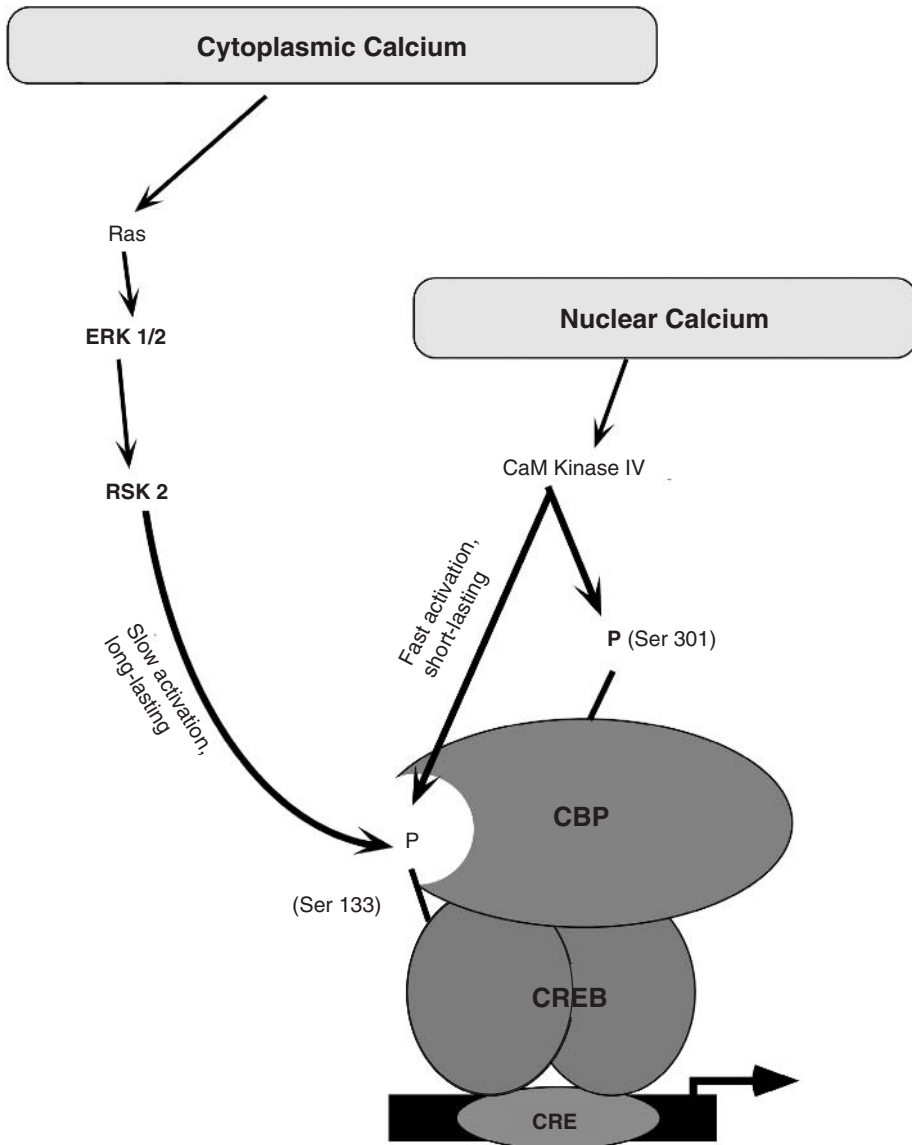 Cytoplasmic Calcium
Ras
ERK 1/2
RSK 2
Slow activation,
long-lasting
Nuclear Calcium
CaM Kinase IV
Fast activation,
short-lasting
P (Ser 301)
CBP
P
(Ser 133)
CREB
CRE